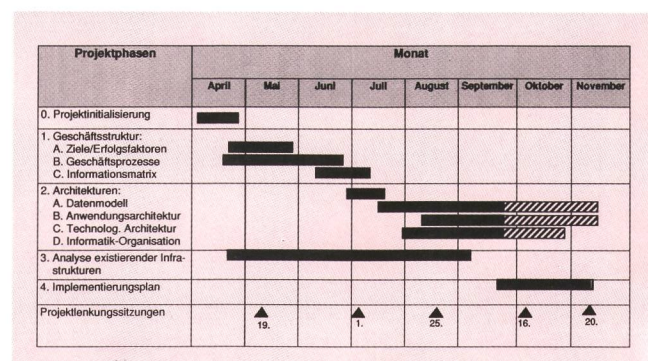 Projektphasen
Monat
April Mai Juni Juli August September Oktober November
0. Projektinitialisierung
1. Geschäftsstruktur:
A. Ziele/Erfolgsfaktoren
B. Geschäftsprozesse
C. Informationsmatrix
2. Architekturen:
A. Datenmodell
B. Anwendungsarchitektur
C. Technolog. Architektur
D. Informatik-Organisation
3. Analyse existierender Infra-
strukturen
4. Implementierungsplan
Projektlenkungssitzungen
19. 1. 25. 16. 20.